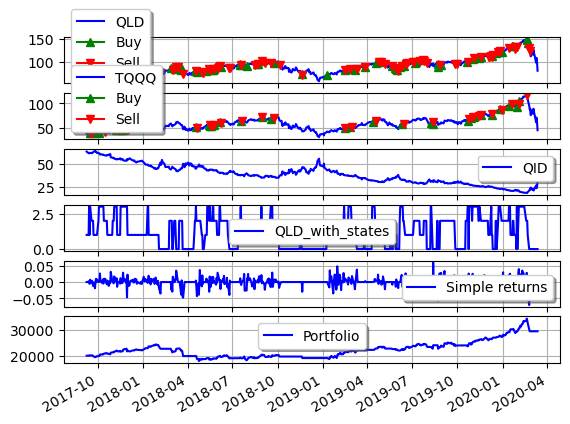 QLD
Buy
Sell
150
100
TQQQ
Buy
Sell
100
50
QID
50
25
QLD_with_states
2.5
0.0
Simple returns
0.05
0.00
−0.05
Portfolio
30000
20000
2017-10 2018-01 2018-04 2018-07 2018-10 2019-01 2019-04 2019-07 2019-10 2020-01 2020-04